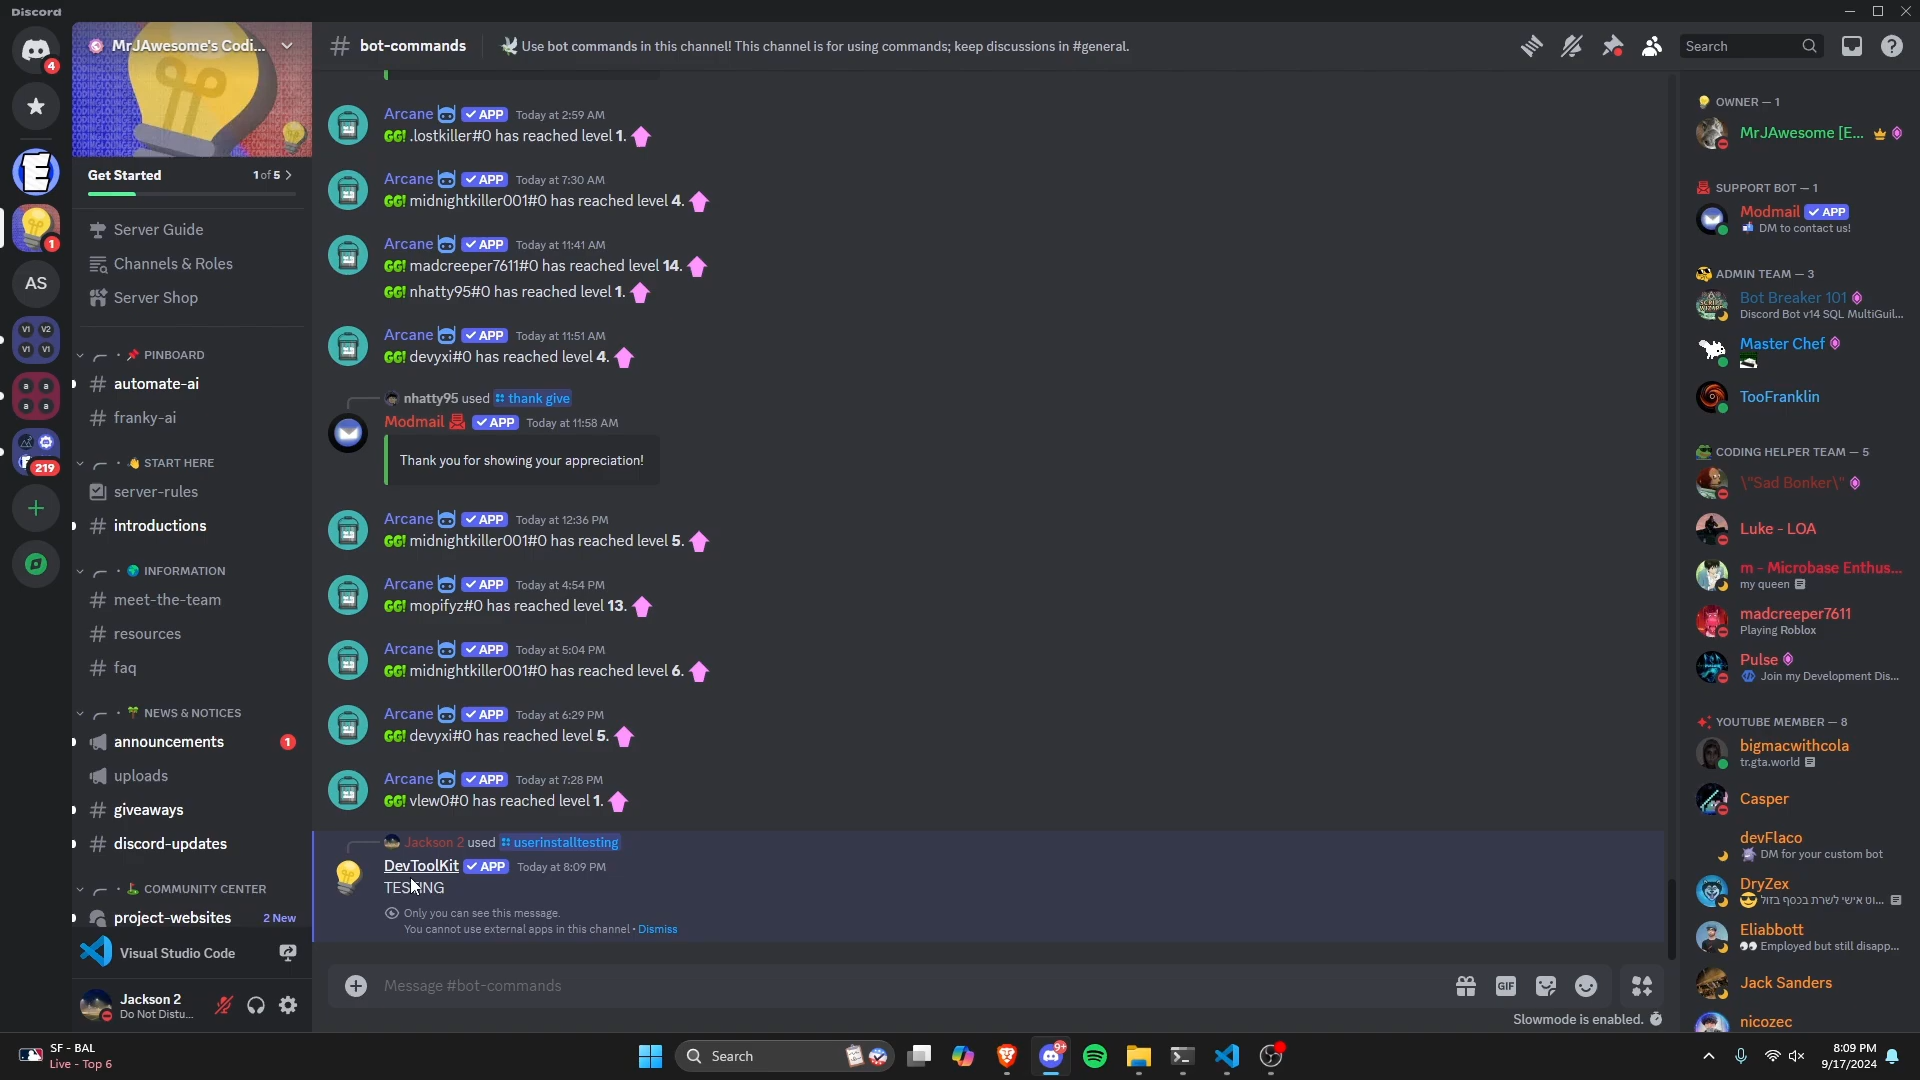 Discord
4
1
AS
V1 V2
V1 V1
a a
a a
219
MrJAwesome's Codi...
Get Started
1 of 5
Server Guide
Channels & Roles
Server Shop
PINBOARD
automate-ai
franky-ai
START HERE
server-rules
introductions
INFORMATION
meet-the-team
resources
faq
NEWS & NOTICES
announcements 1
uploads
giveaways
discord-updates
COMMUNITY CENTER
project-websites 2 New
Visual Studio Code
Jackson 2
Do Not Distu...
# bot-commands
Use bot commands in this channel! This channel is for using commands; keep discussions in #general.
Search
Arcane APP Today at 2:59 AM
GG! .lostkiller#0 has reached level 1.
Arcane APP Today at 7:30 AM
GG! midnightkiller001#0 has reached level 4.
Arcane APP Today at 11:41 AM
GG! madcreeper7611#0 has reached level 14.
GG! nhatty95#0 has reached level 1.
Arcane APP Today at 11:51 AM
GG! devyxi#0 has reached level 4.
nhatty95 used thank give
Modmail APP Today at 11:58 AM
Thank you for showing your appreciation!
Arcane APP Today at 12:36 PM
GG! midnightkiller001#0 has reached level 5.
Arcane APP Today at 4:54 PM
GG! mopifyz#0 has reached level 13.
Arcane APP Today at 5:04 PM
GG! midnightkiller001#0 has reached level 6.
Arcane APP Today at 6:29 PM
GG! devyxi#0 has reached level 5.
Arcane APP Today at 7:28 PM
GG! vlew0#0 has reached level 1.
Jackson 2 used userinstalltesting
DevToolKit APP Today at 8:09 PM
TESTING
Only you can see this message.
You cannot use external apps in this channel • Dismiss
Message #bot-commands
GIF
Slowmode is enabled.
OWNER — 1
MrJAwesome [E...
SUPPORT BOT — 1
Modmail APP
DM to contact us!
ADMIN TEAM — 3
Bot Breaker 101
Discord Bot v14 SQL MultiGuil...
Master Chef
TooFranklin
CODING HELPER TEAM — 5
\"Sad Bonker\"
Luke - LOA
m - Microbase Enthus...
my queen
madcreeper7611
Playing Roblox
Pulse
Join my Development Dis...
YOUTUBE MEMBER — 8
bigmacwithcola
tr.gta.world
Casper
devFlaco
DM for your custom bot
DryZex
Eliabbott
Employed but still disapp...
Jack Sanders
nicozec
SF - BAL
Live - Top 6
Search
9+
8:09 PM
9/17/2024